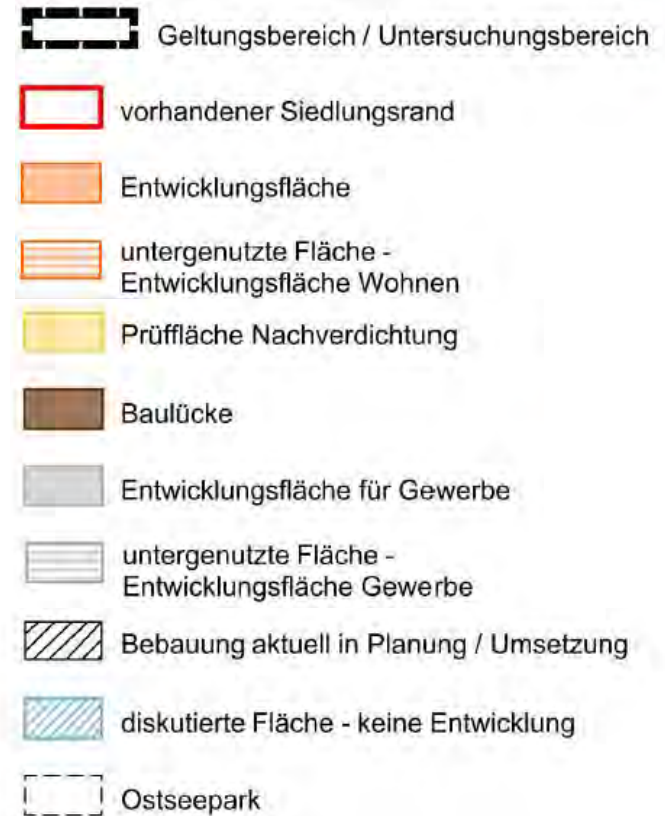 Geltungsbereich / Untersuchungsbereich
vorhandener Siedlungsrand
Entwicklungsfläche
untergenutzte Fläche -
Entwicklungsfläche Wohnen
Prüffläche Nachverdichtung
Baulücke
Entwicklungsfläche für Gewerbe
untergenutzte Fläche -
Entwicklungsfläche Gewerbe
Bebauung aktuell in Planung / Umsetzung
diskutierte Fläche - keine Entwicklung
Ostseepark